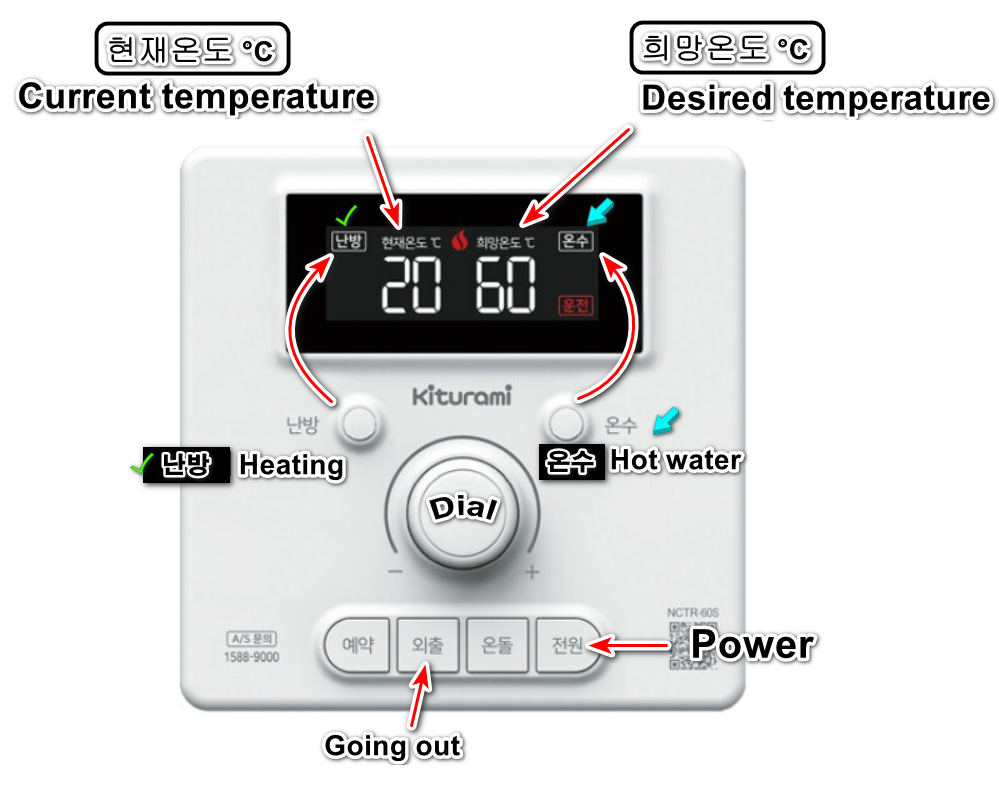 현재온도 °C
희망온도 °C
Current temperature
Desired temperature
난방 현재온도 ℃ 희망온도 ℃ 온수
20 60
운전
kiturami
난방
온수
난방 Heating
온수 Hot water
Dial
− +
NCTR-60S
A/S 문의
1588-9000
예약 외출 온돌 전원
Power
Going out